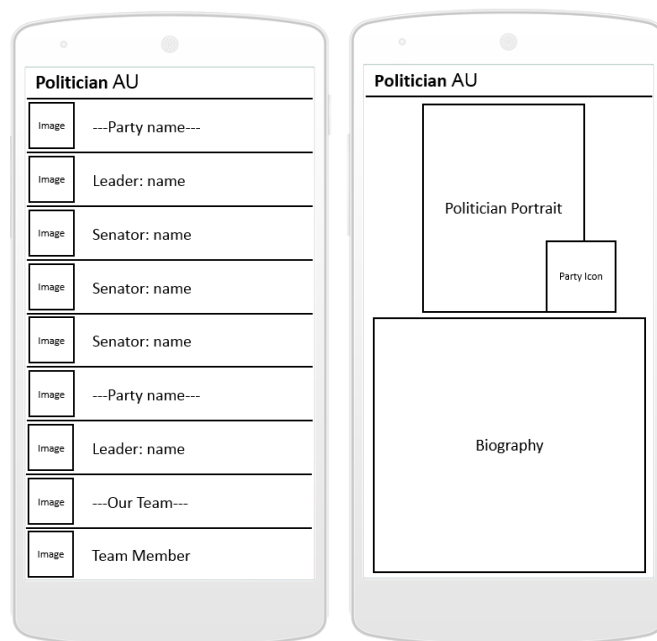 Politician AU
Image
---Party name---
Image
Leader: name
Image
Senator: name
Image
Senator: name
Image
Senator: name
Image
---Party name---
Image
Leader: name
Image
---Our Team---
Image
Team Member
Politician AU
Politician Portrait
Party Icon
Biography